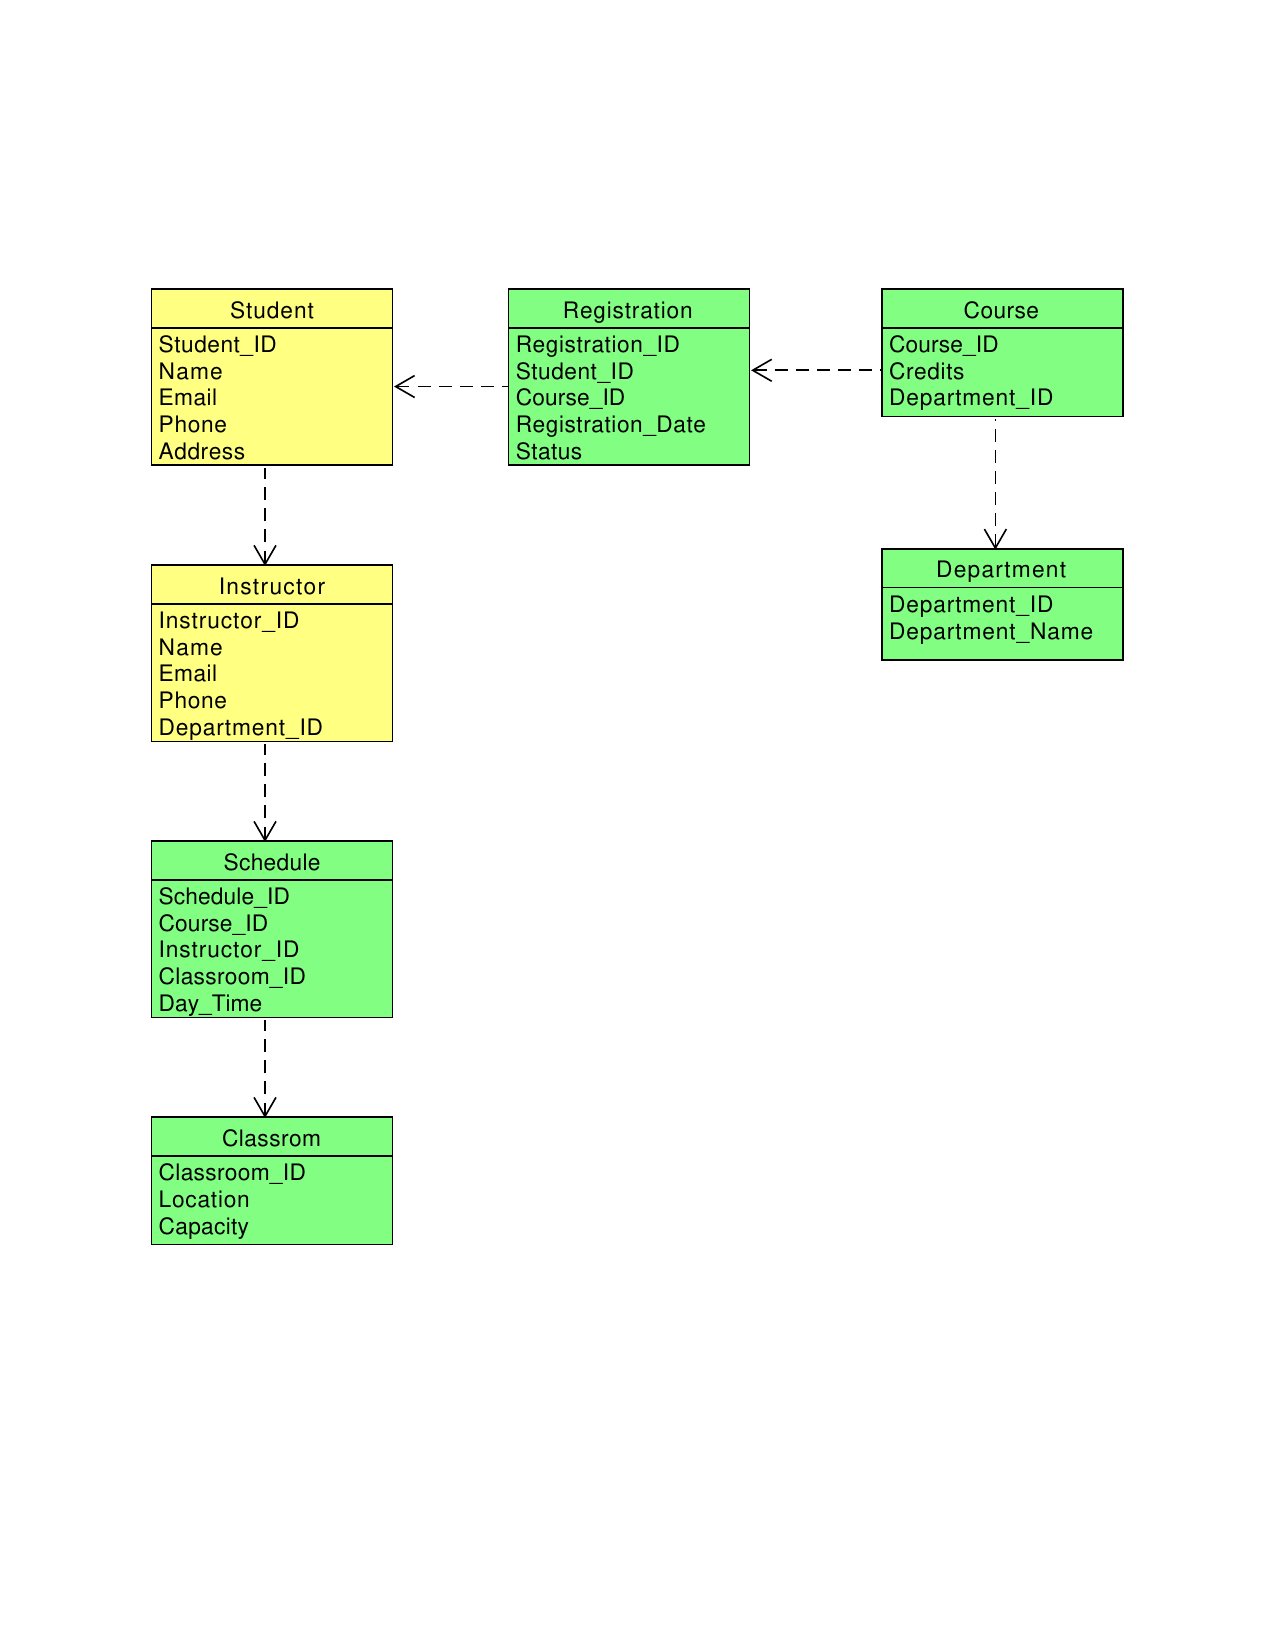 Student
Student_ID
Name
Email
Phone
Address
Registration
Registration_ID
Student_ID
Course_ID
Registration_Date
Status
Course
Course_ID
Credits
Department_ID
Instructor
Instructor_ID
Name
Email
Phone
Department_ID
Department
Department_ID
Department_Name
Schedule
Schedule_ID
Course_ID
Instructor_ID
Classroom_ID
Day_Time
Classrom
Classroom_ID
Location
Capacity